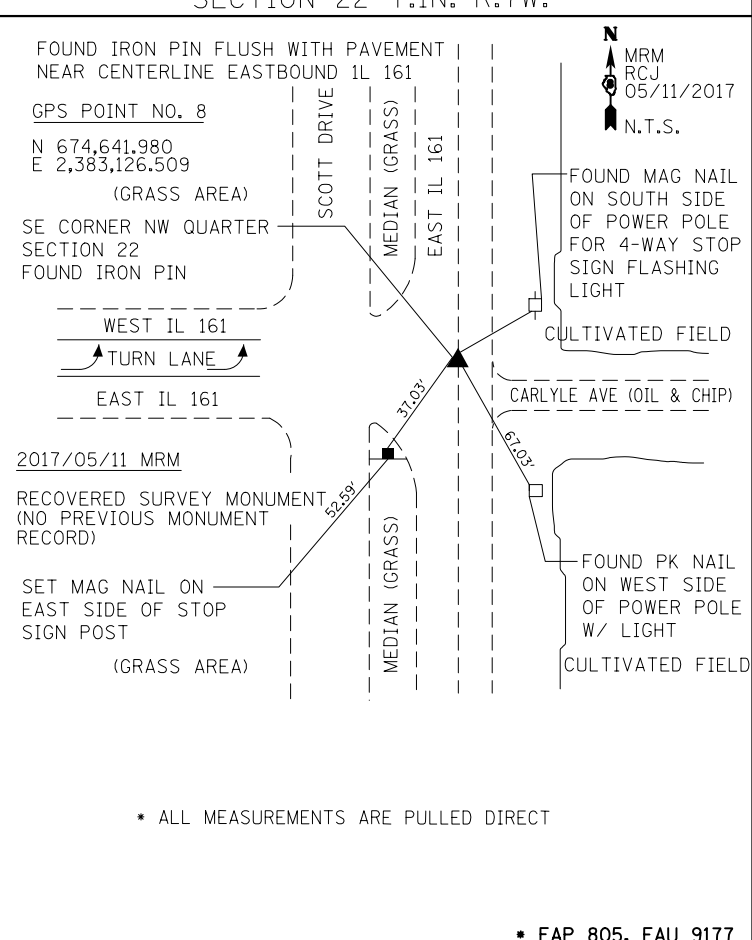 SECTION 22 T.1N. R.7W.
FOUND IRON PIN FLUSH WITH PAVEMENT
NEAR CENTERLINE EASTBOUND 1L 161
GPS POINT NO. 8
N 674,641.980
E 2,383,126.509
(GRASS AREA)
SE CORNER NW QUARTER
SECTION 22
FOUND IRON PIN
SCOTT DRIVE
MEDIAN (GRASS)
EAST IL 161
N
MRM
RCJ
05/11/2017
N.T.S.
FOUND MAG NAIL
ON SOUTH SIDE
OF POWER POLE
FOR 4-WAY STOP
SIGN FLASHING
LIGHT
CULTIVATED FIELD
WEST IL 161
TURN LANE
EAST IL 161
CARLYLE AVE (OIL & CHIP)
37.03'
67.03'
52.59'
2017/05/11 MRM
RECOVERED SURVEY MONUMENT
(NO PREVIOUS MONUMENT
RECORD)
SET MAG NAIL ON
EAST SIDE OF STOP
SIGN POST
(GRASS AREA)
MEDIAN (GRASS)
FOUND PK NAIL
ON WEST SIDE
OF POWER POLE
W/ LIGHT
CULTIVATED FIELD
* ALL MEASUREMENTS ARE PULLED DIRECT
* FAP 805, FAU 9177